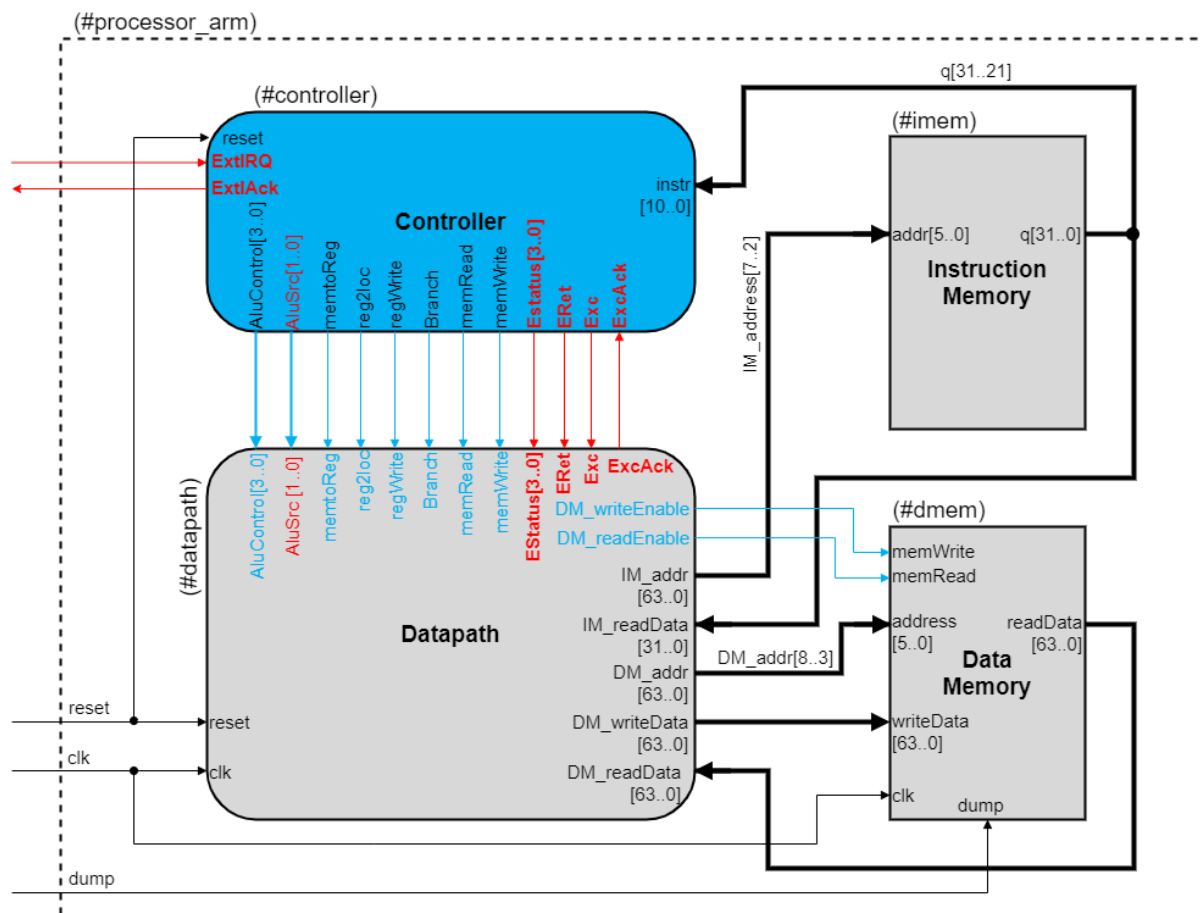 (#processor_arm)
q[31..21]
(#controller)
(#imem)
reset
ExtIRQ
ExtIAck
instr
[10..0]
Controller
AluControl[3..0]
AluSrc[1..0]
memtoReg
reg2loc
regWrite
Branch
memRead
memWrite
Estatus[3..0]
ERet
Exc
ExcAck
IM_address[7..2]
addr[5..0]
q[31..0]
Instruction
Memory
(#datapath)
AluControl[3..0]
AluSrc [1..0]
memtoReg
reg2loc
regWrite
Branch
memRead
memWrite
EStatus[3..0]
ERet
Exc
ExcAck
DM_writeEnable
DM_readEnable
IM_addr
[63..0]
IM_readData
[31..0]
Datapath
DM_addr
[63..0]
DM_addr[8..3]
DM_writeData
[63..0]
DM_readData
[63..0]
reset
reset
clk
clk
(#dmem)
memWrite
memRead
address
[5..0]
readData
[63..0]
Data
Memory
writeData
[63..0]
clk
dump
dump